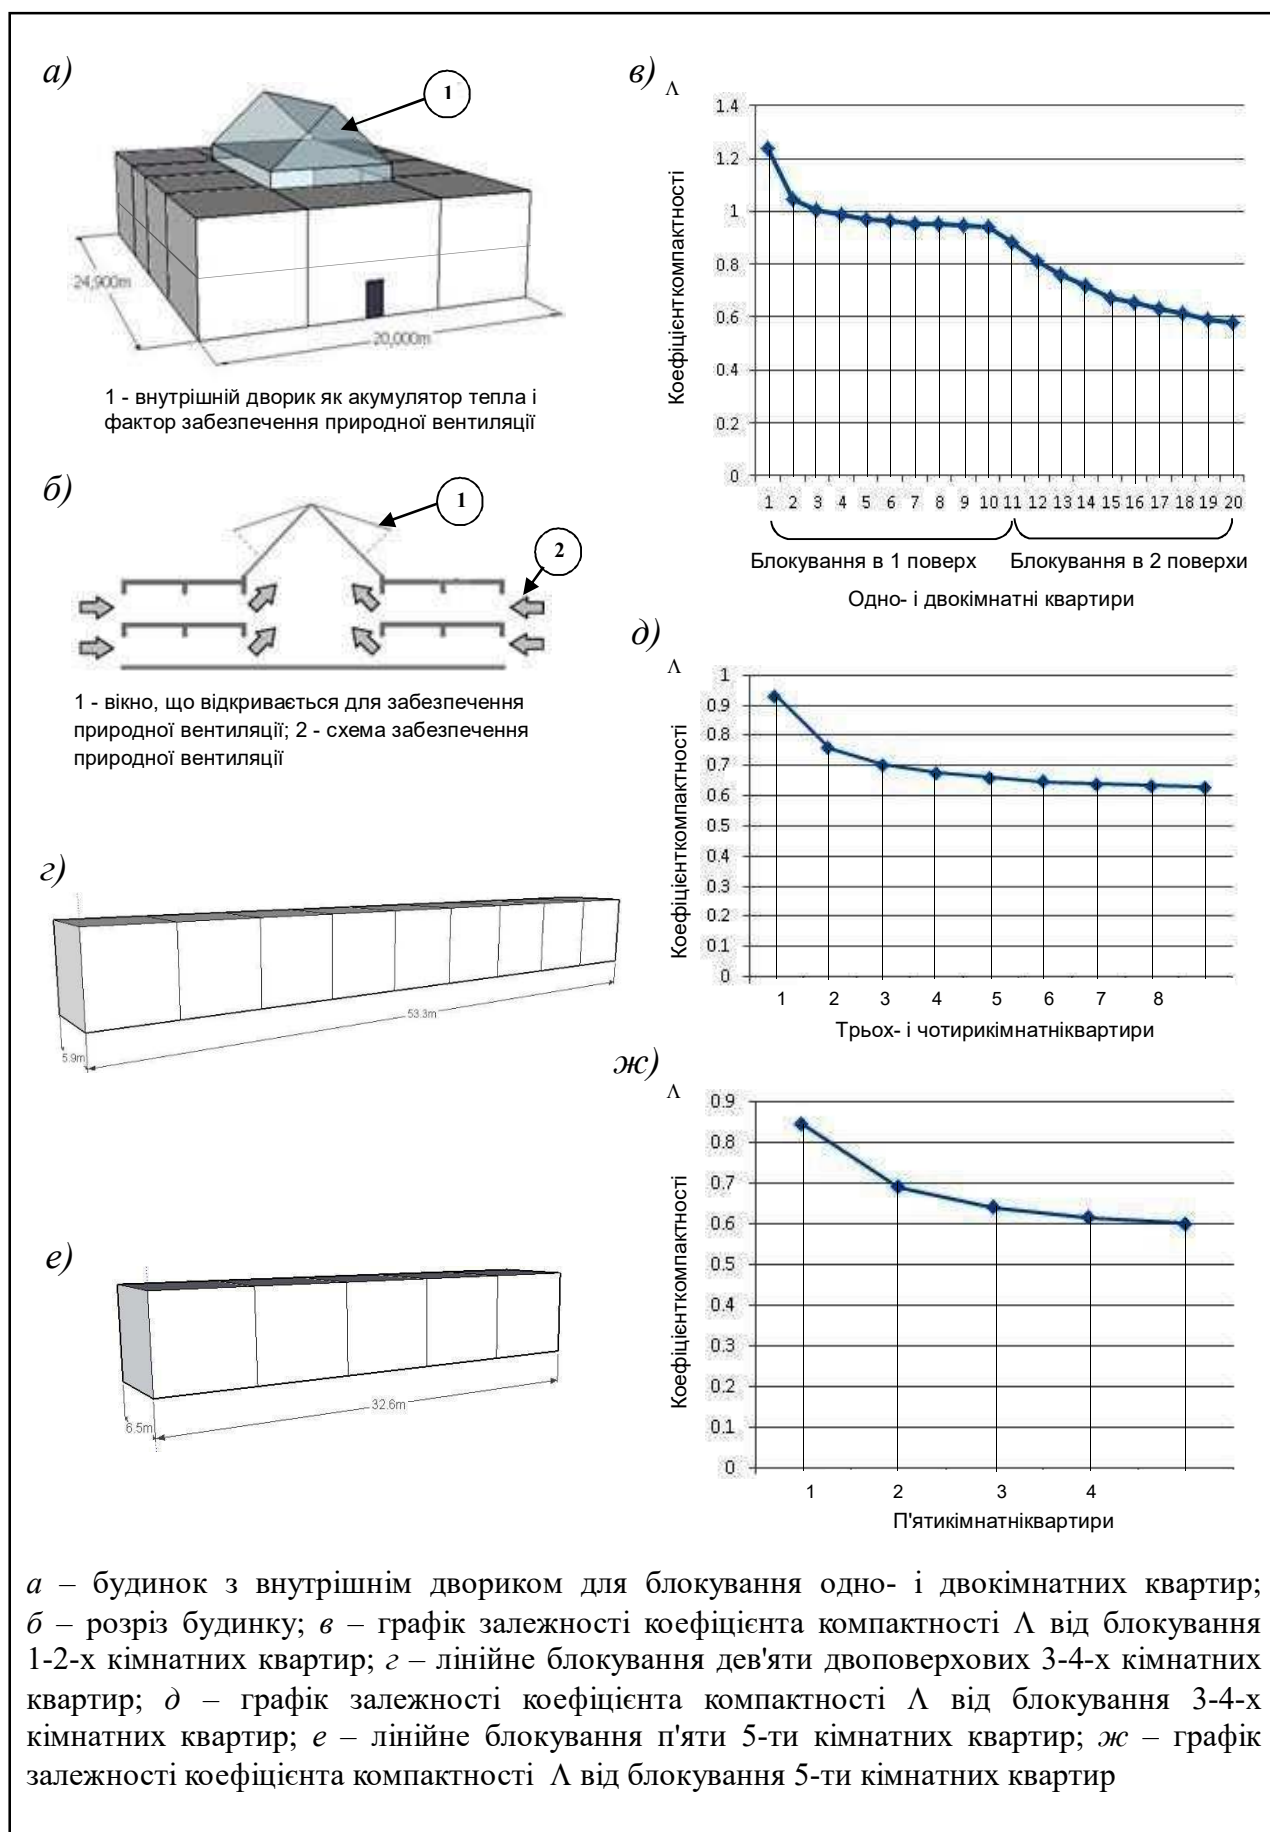 а)
1
24,900m
20,000m
1 - внутрішній дворик як акумулятор тепла і
фактор забезпечення природної вентиляції
б)
1
2
1 - вікно, що відкривається для забезпечення
природної вентиляції; 2 - схема забезпечення
природної вентиляції
в)
Λ
Коефіцієнткомпактності
1.4
1.2
1
0.8
0.6
0.4
0.2
0
1 2 3 4 5 6 7 8 9 10 11 12 13 14 15 16 17 18 19 20
Блокування в 1 поверх Блокування в 2 поверхи
Одно- і двокімнатні квартири
г)
53.3m
5.9m
д)
Λ
Коефіцієнткомпактності
1
0.9
0.8
0.7
0.6
0.5
0.4
0.3
0.2
0.1
0
1 2 3 4 5 6 7 8
Трьох- і чотирикімнатніквартири
е)
32.6m
6.5m
ж)
Λ
Коефіцієнткомпактності
0.9
0.8
0.7
0.6
0.5
0.4
0.3
0.2
0.1
0
1 2 3 4
П'ятикімнатніквартири
а – будинок з внутрішнім двориком для блокування одно- і двокімнатних квартир;
б – розріз будинку; в – графік залежності коефіцієнта компактності Λ від блокування
1-2-х кімнатних квартир; г – лінійне блокування дев'яти двоповерхових 3-4-х кімнатних
квартир; д – графік залежності коефіцієнта компактності Λ від блокування 3-4-х
кімнатних квартир; е – лінійне блокування п'яти 5-ти кімнатних квартир; ж – графік
залежності коефіцієнта компактності Λ від блокування 5-ти кімнатних квартир